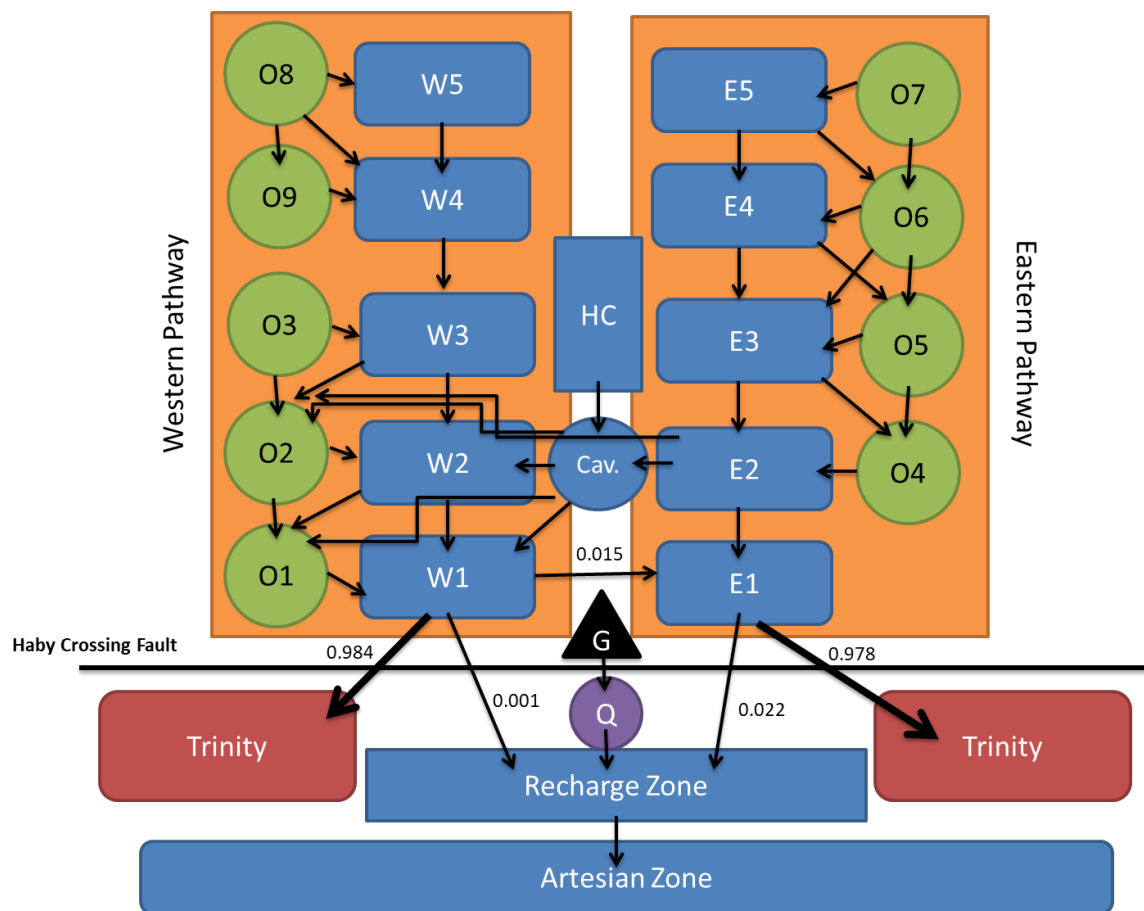 O8
W5
E5
O7
O9
W4
E4
O6
Western Pathway
Eastern Pathway
O3
W3
HC
E3
O5
O2
W2
Cav.
E2
O4
O1
W1
0.015
E1
Haby Crossing Fault
0.984
G
0.978
Trinity
0.001
Q
0.022
Trinity
Recharge Zone
Artesian Zone